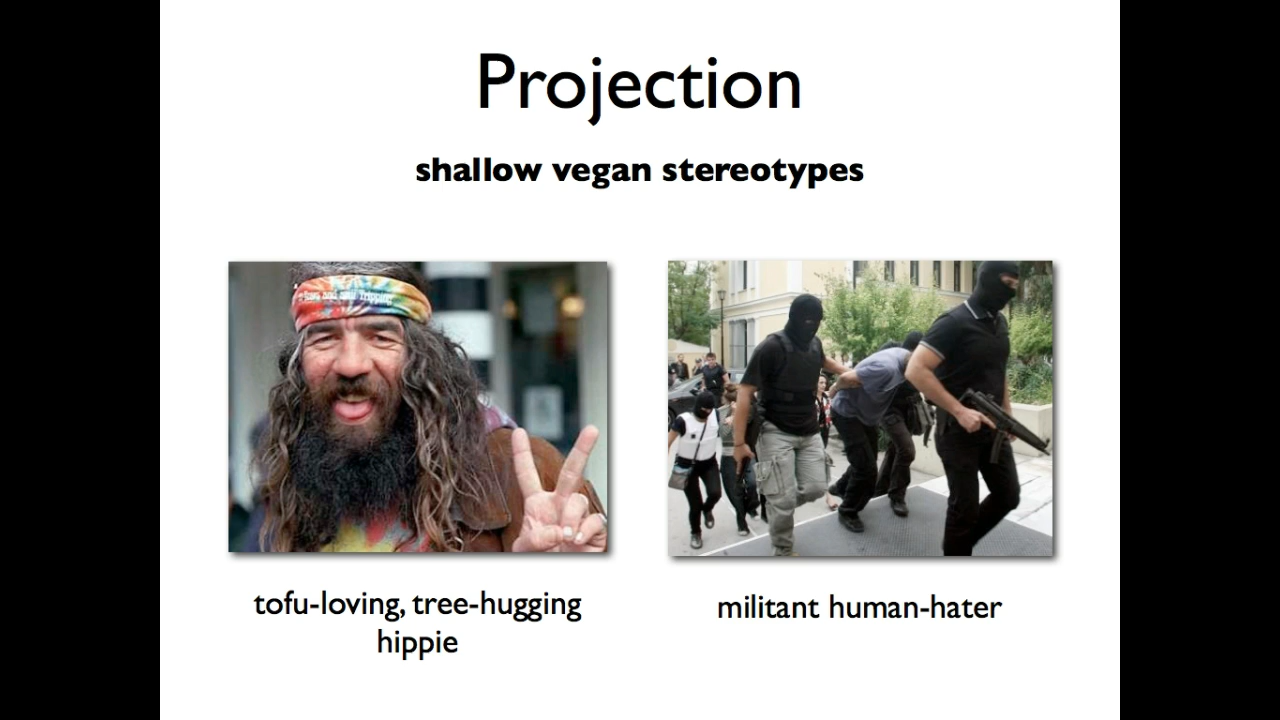 Projection
shallow vegan stereotypes
tofu-loving, tree-hugging
hippie
militant human-hater